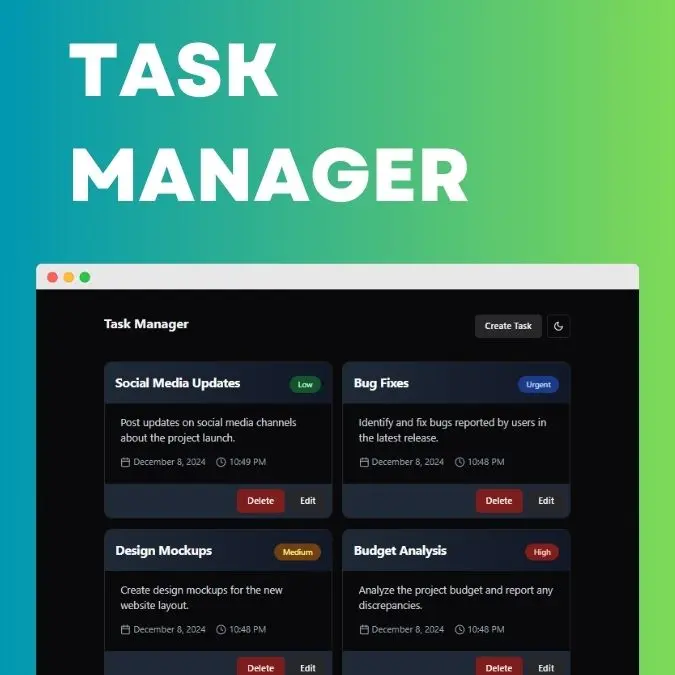 TASK
MANAGER
Task Manager
Create Task
Social Media Updates
Low
Post updates on social media channels
about the project launch.
December 8, 2024 10:49 PM
Delete Edit
Bug Fixes
Urgent
Identify and fix bugs reported by users in
the latest release.
December 8, 2024 10:48 PM
Delete Edit
Design Mockups
Medium
Create design mockups for the new
website layout.
December 8, 2024 10:48 PM
Delete Edit
Budget Analysis
High
Analyze the project budget and report any
discrepancies.
December 8, 2024 10:48 PM
Delete Edit